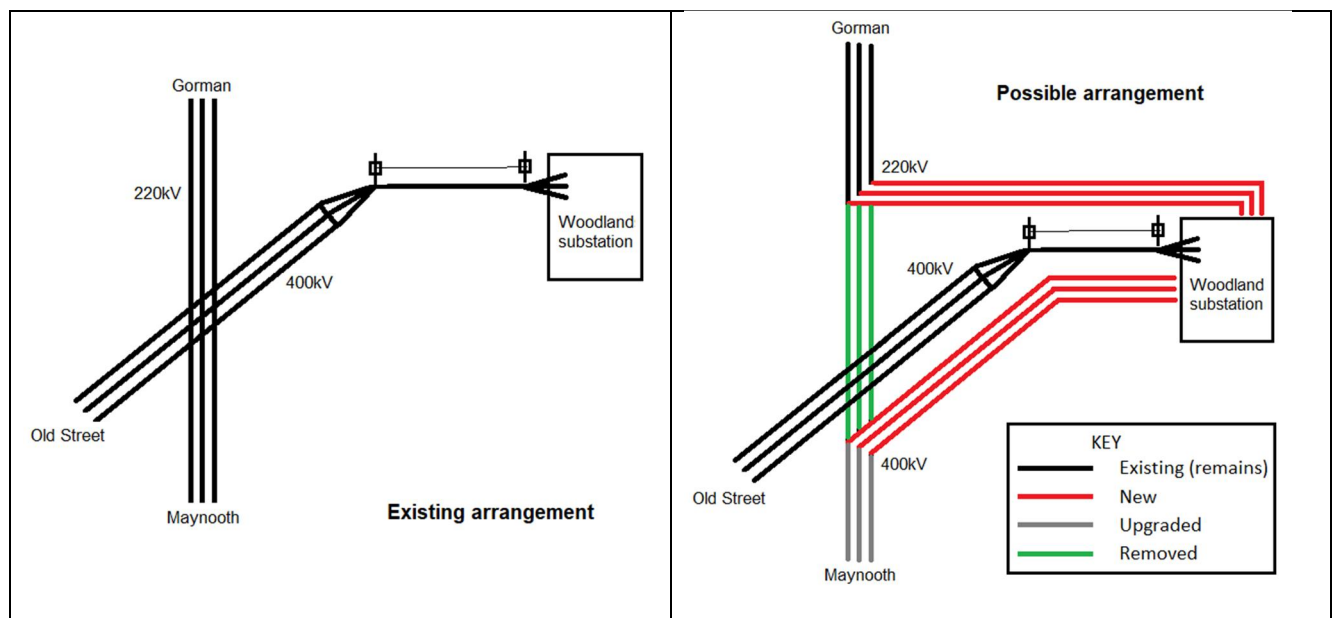 Gorman
220kV
Woodland
substation
400kV
Old Street
Maynooth
Existing arrangement
Gorman
Possible arrangement
220kV
400kV
Woodland
substation
400kV
Old Street
Maynooth
KEY
Existing (remains)
New
Upgraded
Removed